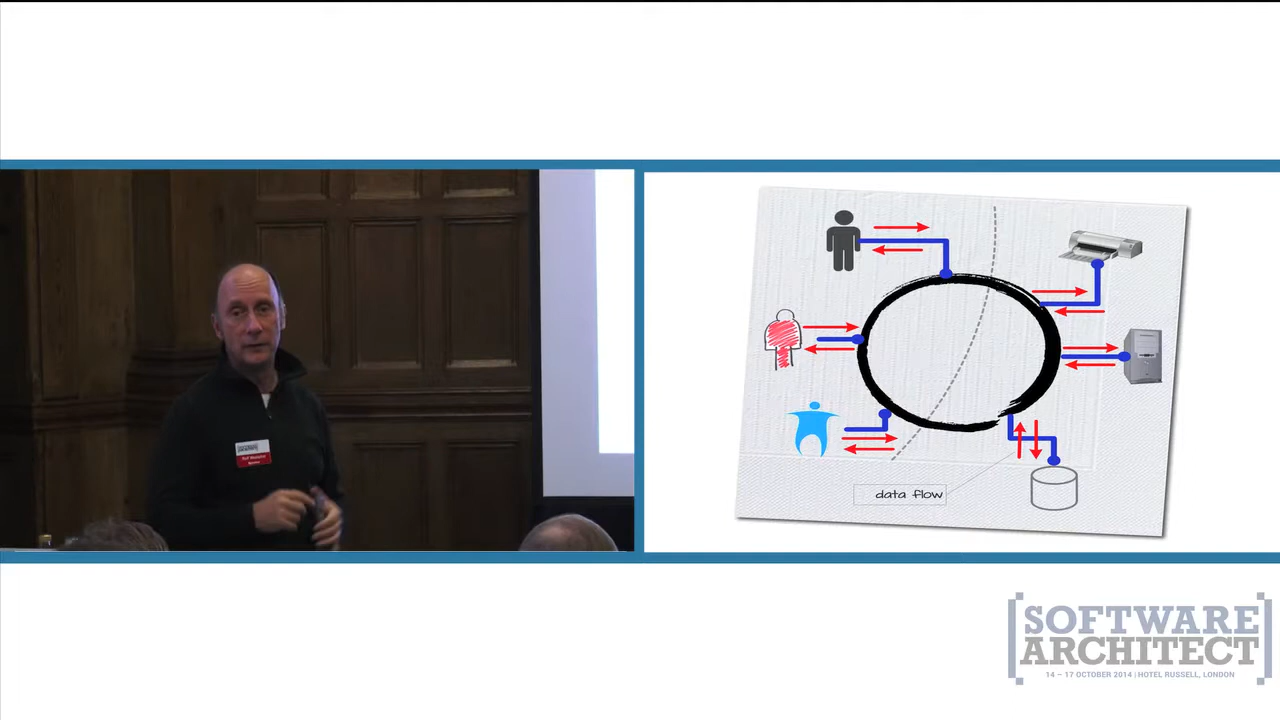 data flow
SOFTWARE
ARCHITECT
14 – 17 OCTOBER 2014 | HOTEL RUSSELL, LONDON